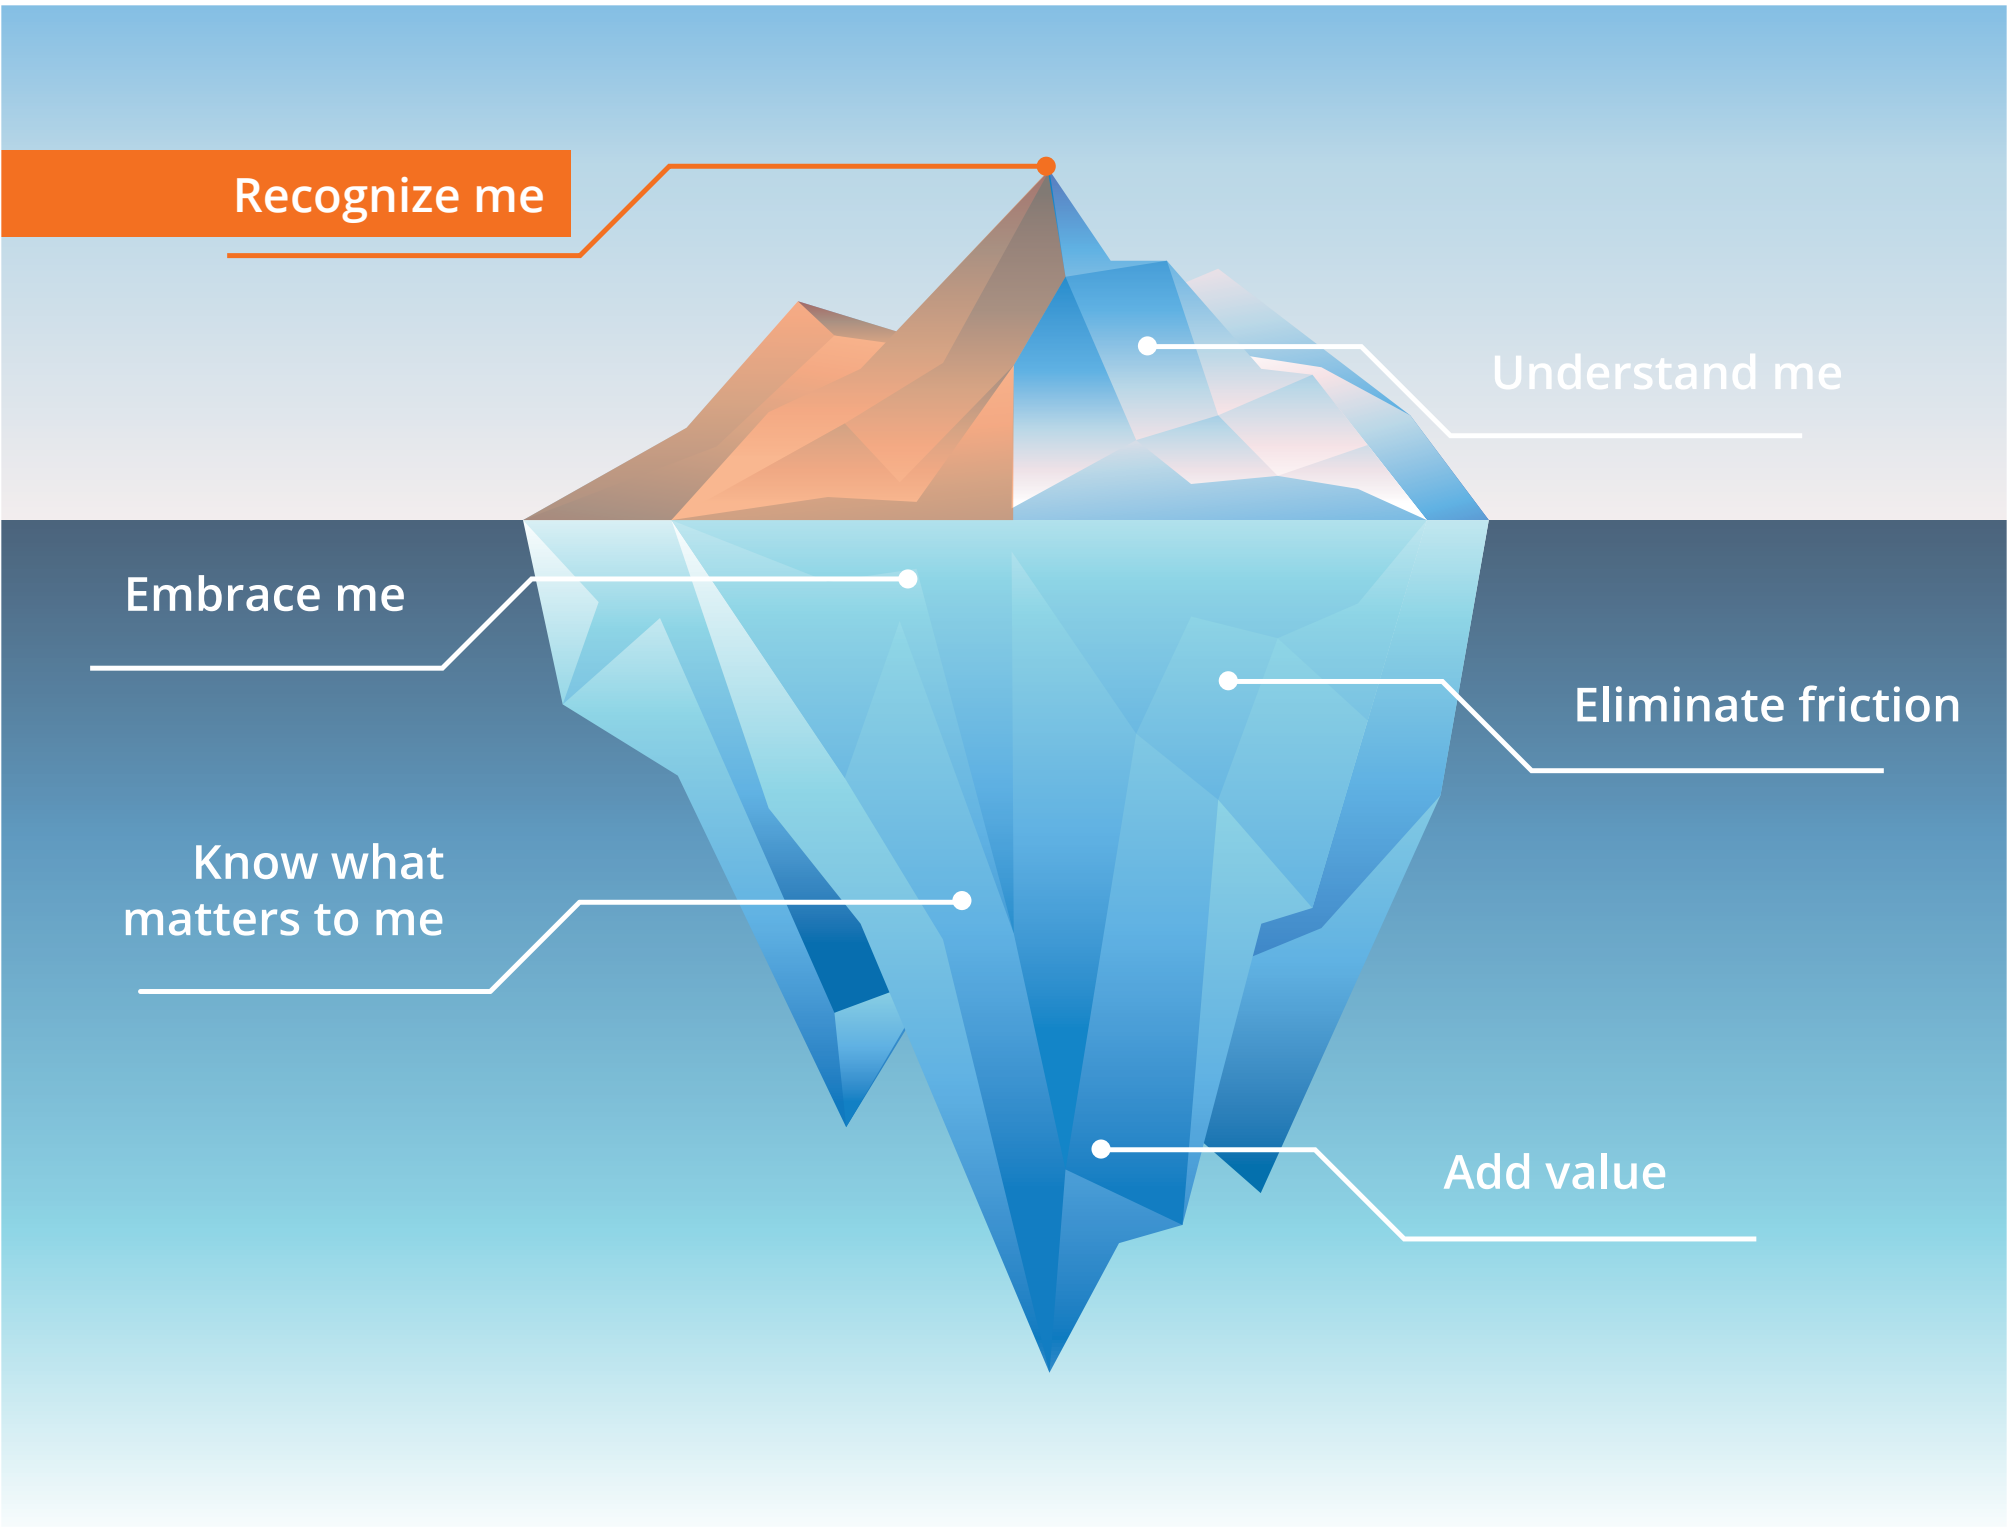 Recognize me
Understand me
Embrace me
Eliminate friction
Know what
matters to me
Add value